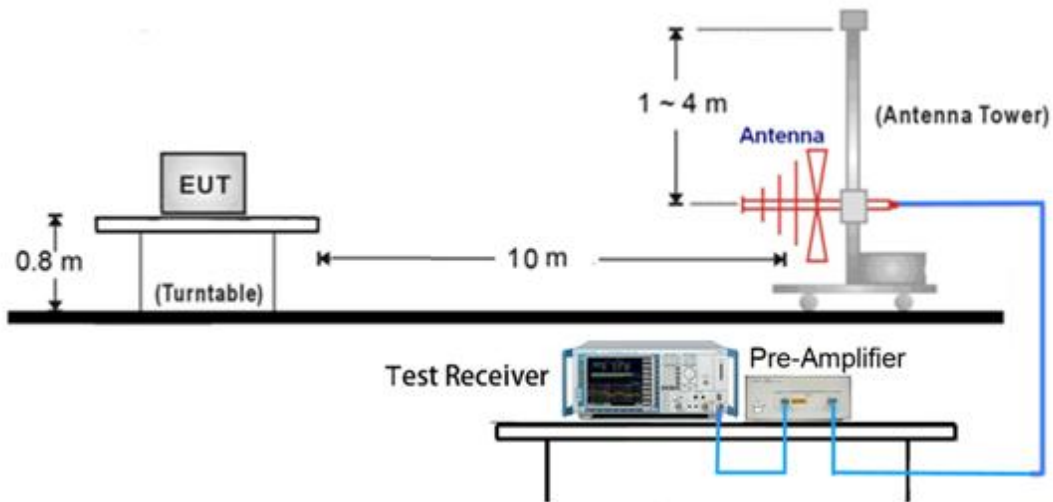 1 ~ 4 m
(Antenna Tower)
Antenna
EUT
0.8 m
10 m
(Turntable)
Test Receiver
Pre-Amplifier